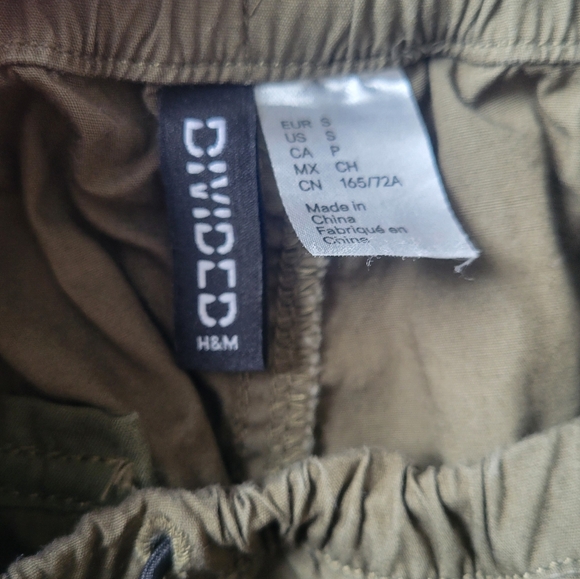 DIVIDED
H&M
EUR S
US S
CA P
MX CH
CN 165/72A
Made in
China
Fabriqué en
Chine